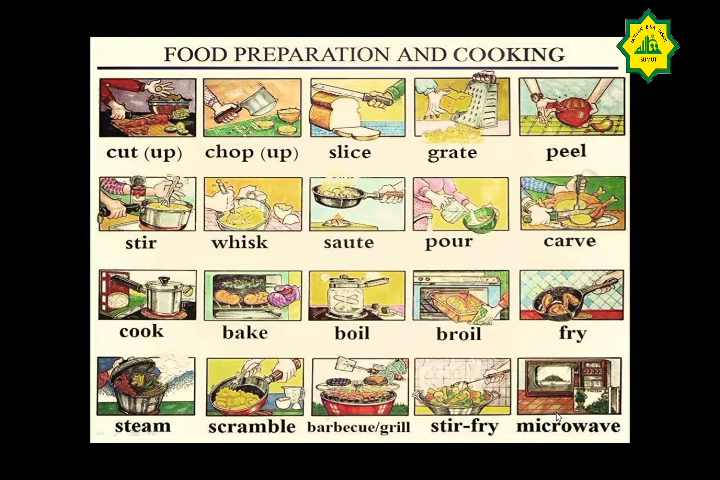 FOOD PREPARATION AND COOKING
cut (up) chop (up) slice grate peel
stir whisk saute pour carve
cook bake boil broil fry
steam scramble barbecue/grill stir-fry microwave